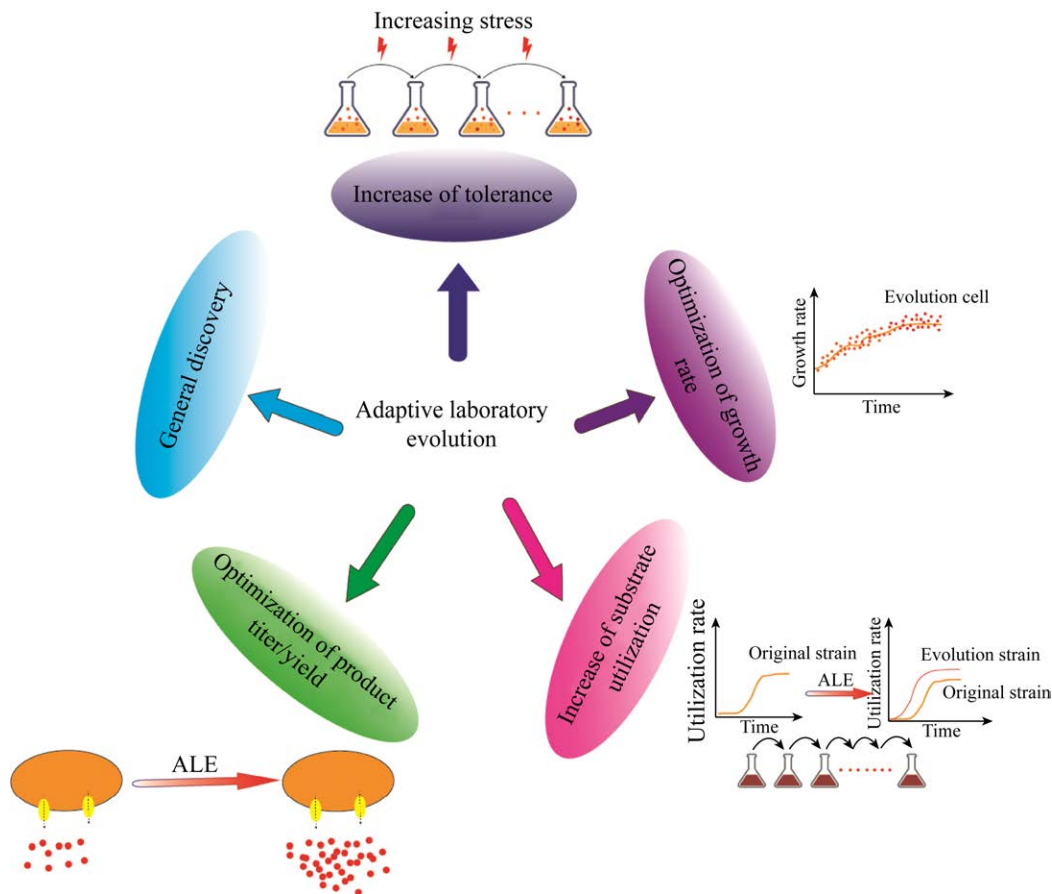 Increasing stress
Increase of tolerance
General discovery
Optimization of growth
rate
Growth rate
Evolution cell
Time
Adaptive laboratory
evolution
Optimization of product
titer/yield
Increase of substrate
utilization
Utilization rate
Original strain
Time
ALE
Utilization rate
Evolution strain
Original strain
Time
ALE